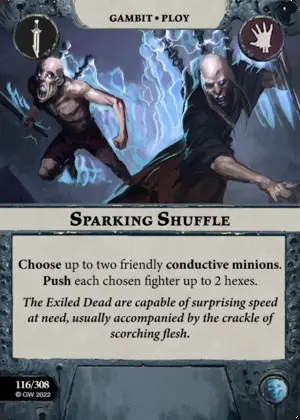 GAMBIT • PLOY
SPARKING SHUFFLE
Choose up to two friendly conductive minions.
Push each chosen fighter up to 2 hexes.
The Exiled Dead are capable of surprising speed
at need, usually accompanied by the crackle of
scorching flesh.
116/308
© GW 2022